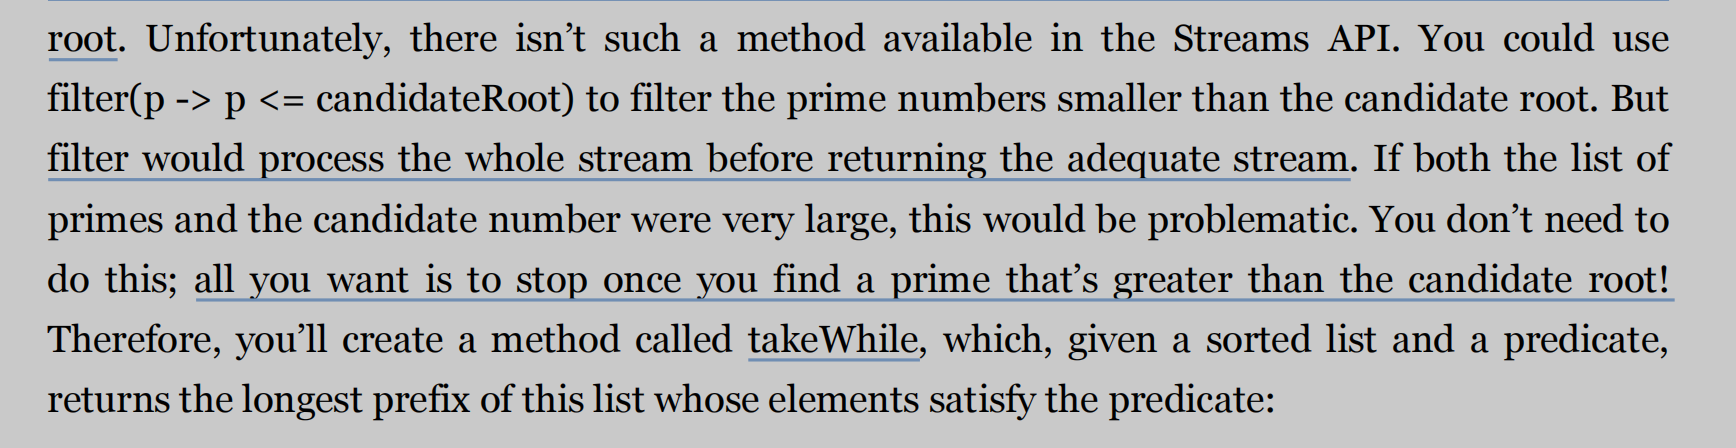 root. Unfortunately, there isn’t such a method available in the Streams API. You could use
filter(p -> p <= candidateRoot) to filter the prime numbers smaller than the candidate root. But
filter would process the whole stream before returning the adequate stream. If both the list of
primes and the candidate number were very large, this would be problematic. You don’t need to
do this; all you want is to stop once you find a prime that’s greater than the candidate root!
Therefore, you’ll create a method called takeWhile, which, given a sorted list and a predicate,
returns the longest prefix of this list whose elements satisfy the predicate: